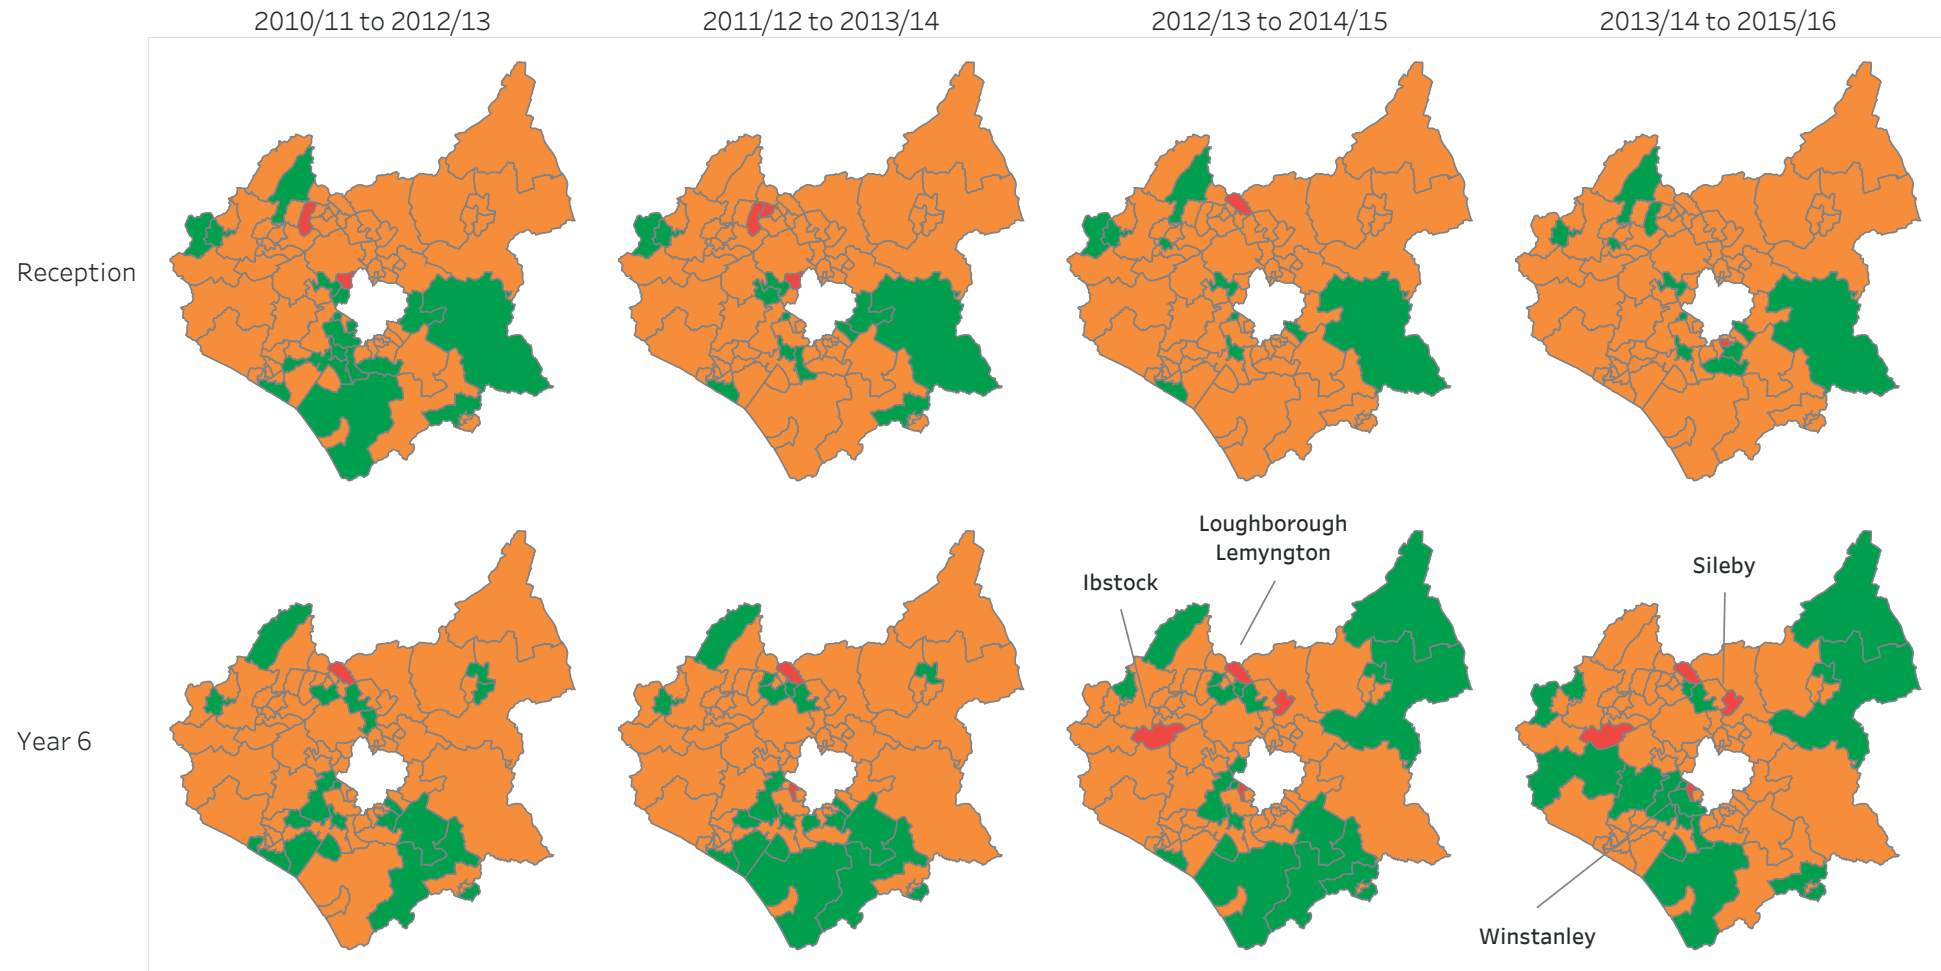 2010/11 to 2012/13
2011/12 to 2013/14
2012/13 to 2014/15
2013/14 to 2015/16
Reception
Year 6
Loughborough
Lemyngton
Ibstock
Sileby
Winstanley